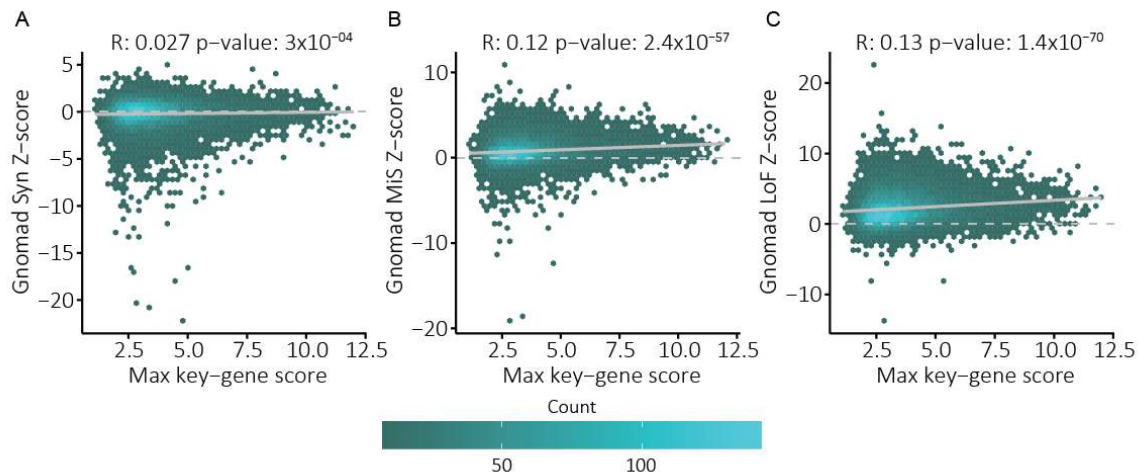 A
R: 0.027 p-value: 3x10⁻⁰⁴
Gnomad Syn Z-score
5
0
−5
−10
−15
−20
2.5 5.0 7.5 10.0 12.5
Max key-gene score
B
R: 0.12 p-value: 2.4x10⁻⁵⁷
Gnomad MiS Z-score
10
0
−10
−20
2.5 5.0 7.5 10.0 12.5
Max key-gene score
C
R: 0.13 p-value: 1.4x10⁻⁷⁰
Gnomad LoF Z-score
20
10
0
−10
2.5 5.0 7.5 10.0 12.5
Max key-gene score
Count
50 100